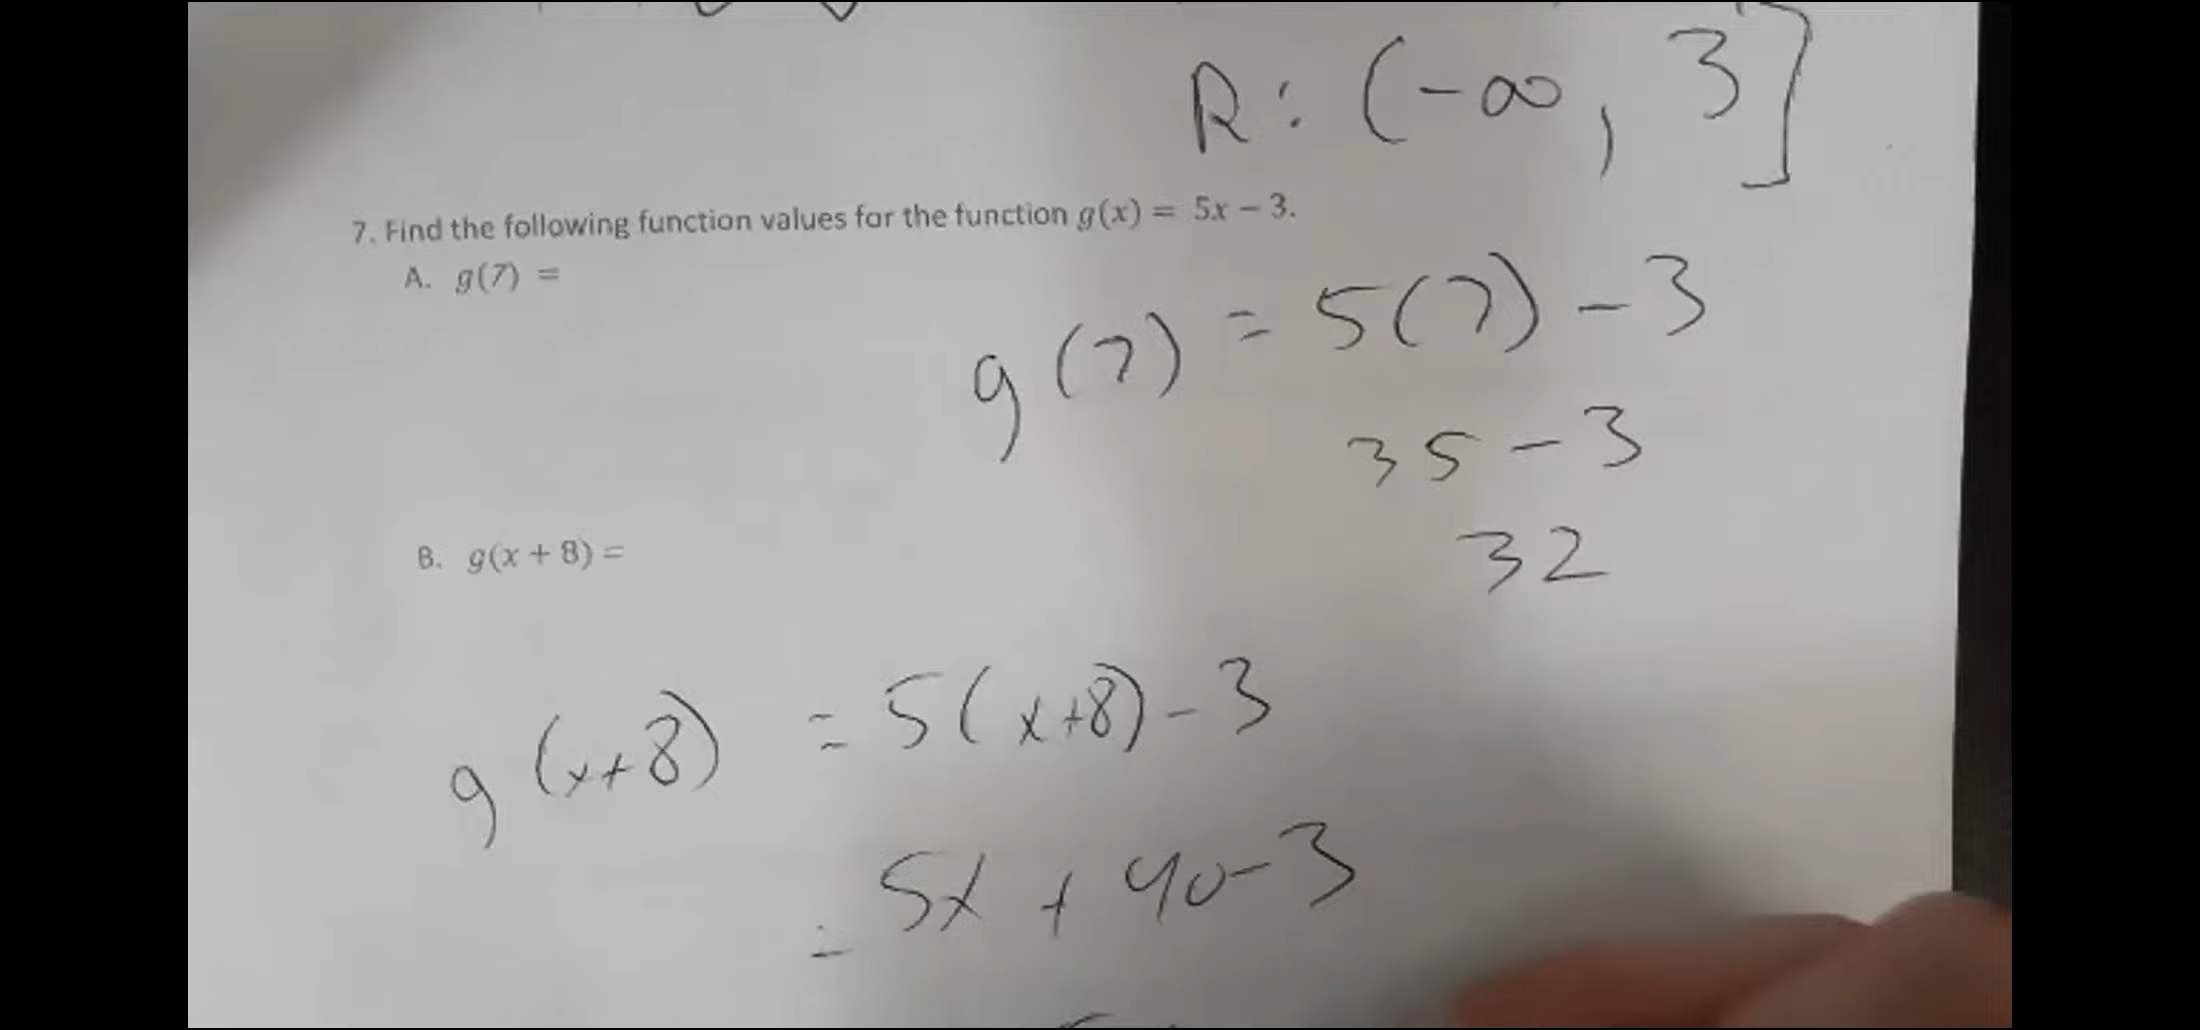 R: (-∞, 3]
7. Find the following function values for the function g(x) = 5x − 3.
A. g(7) =
g(7) = 5(7) - 3
35 - 3
32
B. g(x + 8) =
g(x+8) = 5(x+8) - 3
= 5x + 40 - 3